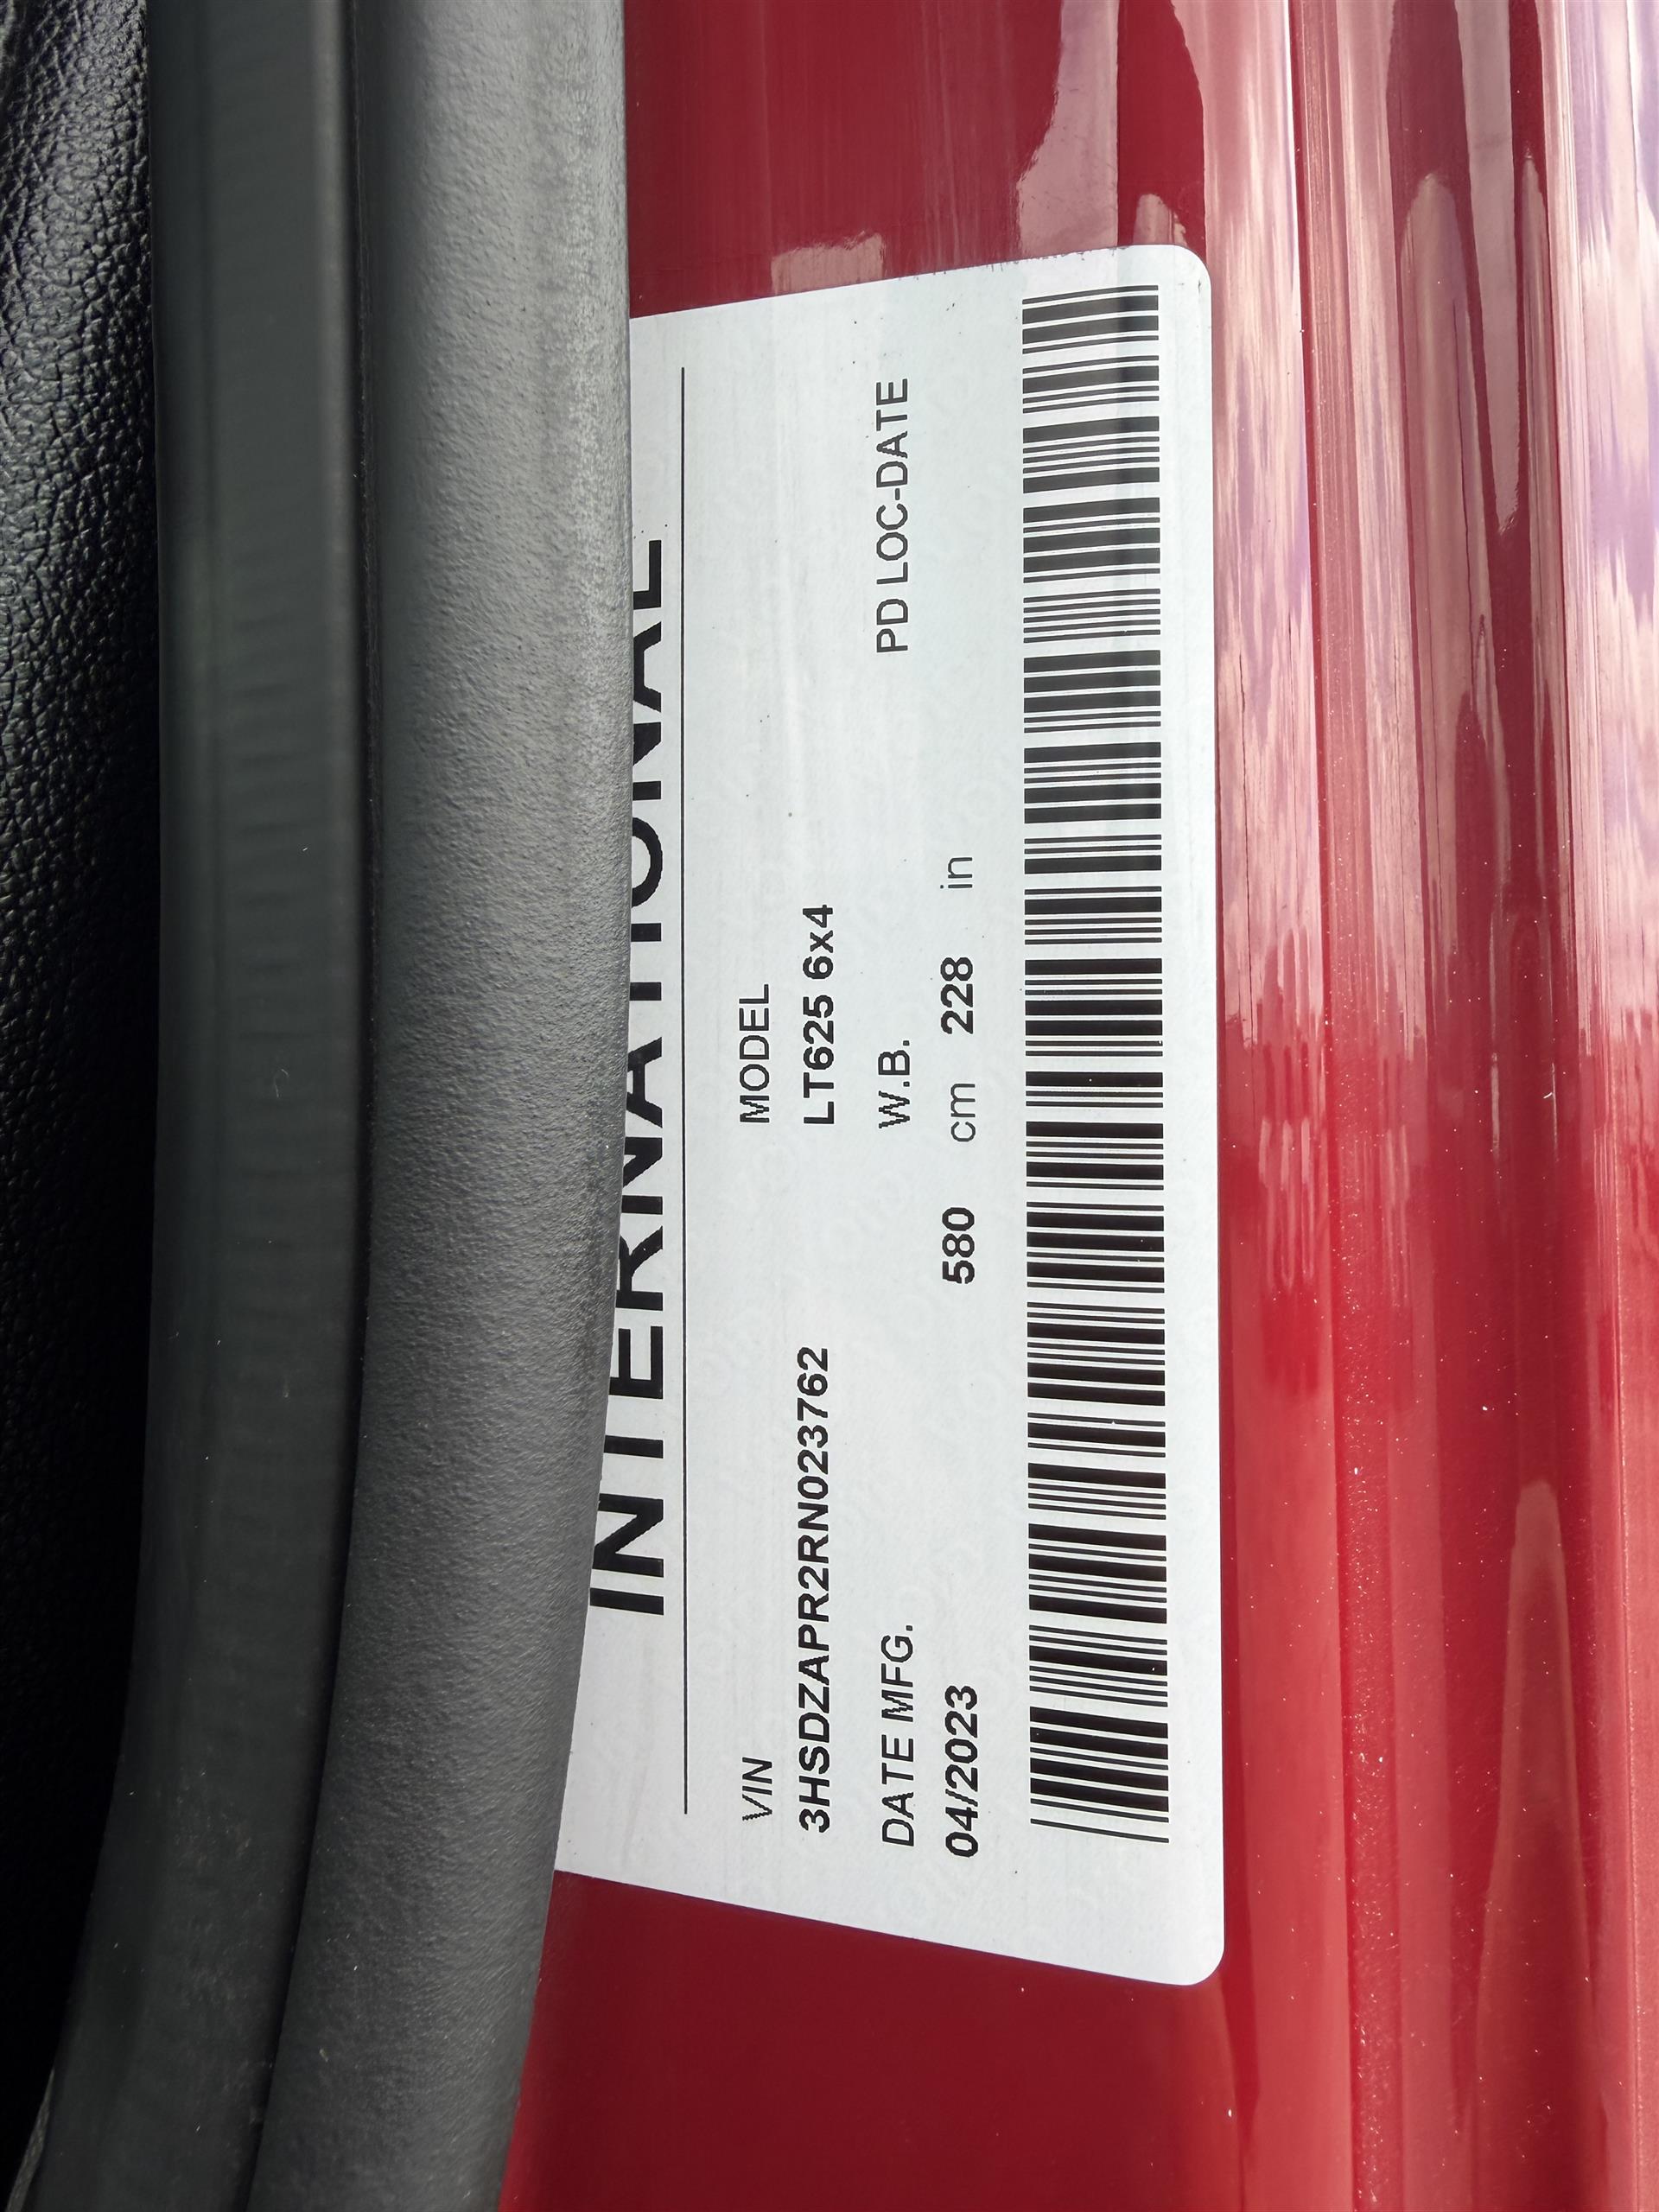 INTERNATIONAL
VIN MODEL
3HSDZAPR2RN023762 LT625 6x4
DATE MFG. W.B. PD LOC-DATE
04/2023 580 cm 228 in